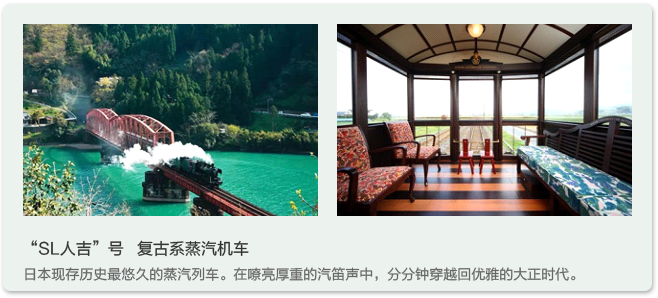 “SL人吉”号 复古系蒸汽机车
日本现存历史最悠久的蒸汽列车。在嘹亮厚重的汽笛声中，分分钟穿越回优雅的大正时代。